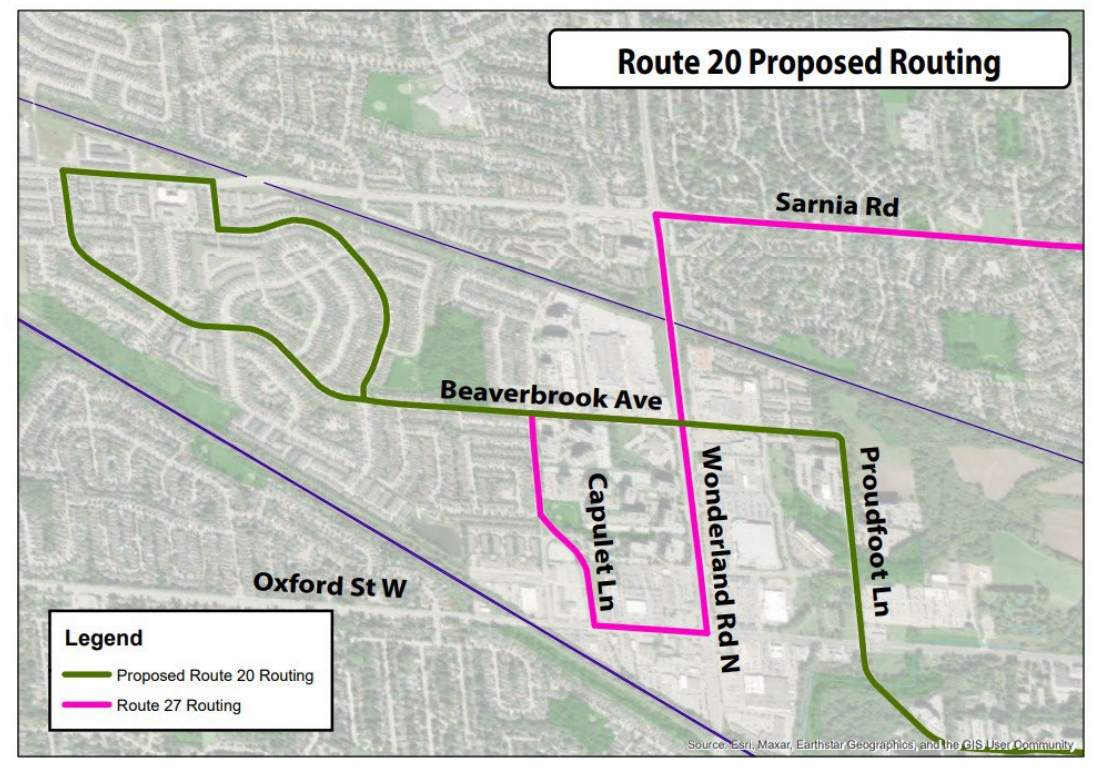 Route 20 Proposed Routing
Sarnia Rd
Beaverbrook Ave
Capulet Ln
Wonderland Rd N
Proudfoot Ln
Oxford St W
Legend
Proposed Route 20 Routing
Route 27 Routing
Source: Esri, Maxar, Earthstar Geographics, and the GIS User Community